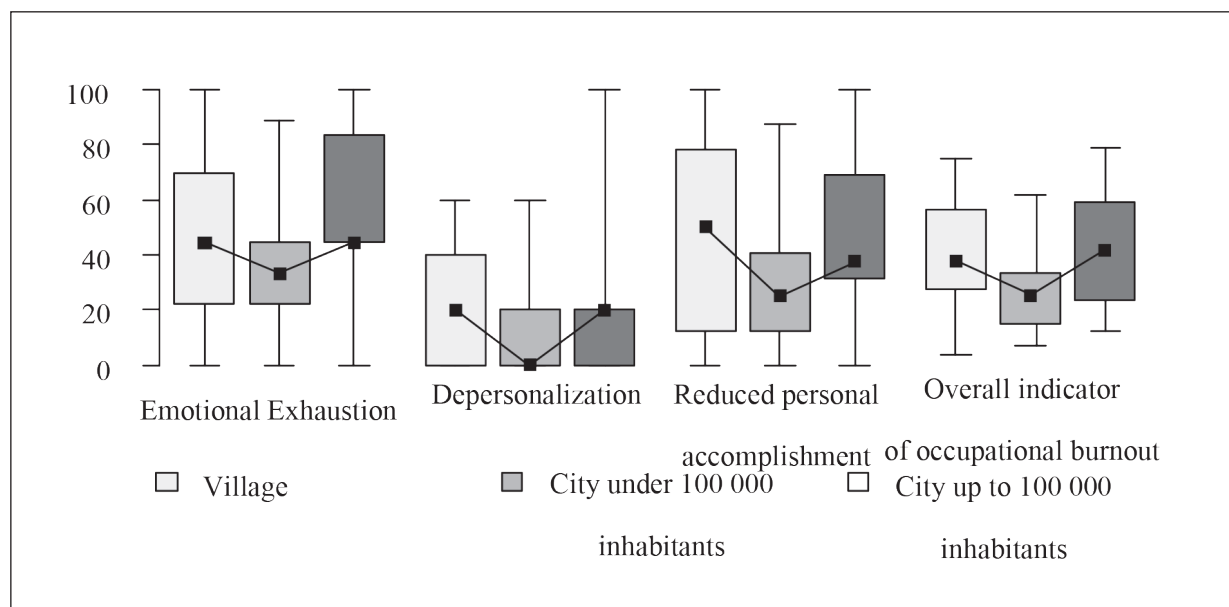 100
80
60
40
20
0
Emotional Exhaustion
Depersonalization
Reduced personal
accomplishment
Overall indicator
of occupational burnout
Village
City under 100 000
inhabitants
City up to 100 000
inhabitants